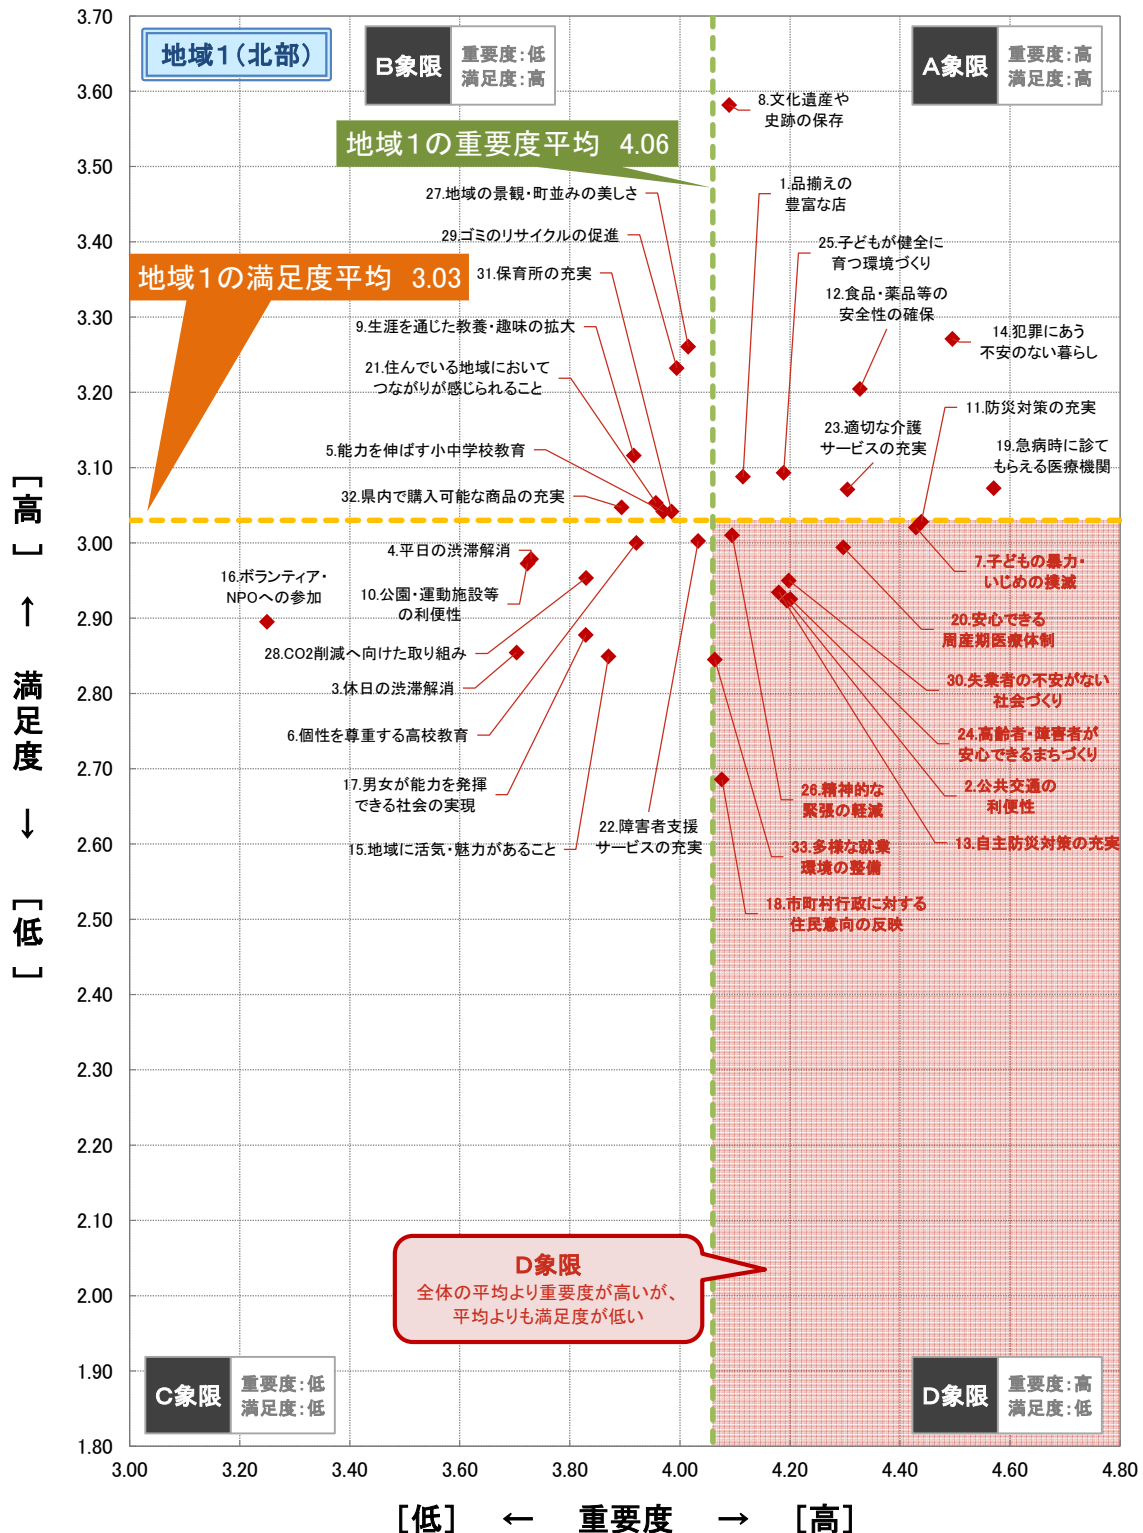 地域1(北部)
B象限
重要度:低
満足度:高
A象限
重要度:高
満足度:高
地域1の重要度平均 4.06
地域1の満足度平均 3.03
8.文化遺産や
史跡の保存
1.品揃えの
豊富な店
27.地域の景観・町並みの美しさ
29.ゴミのリサイクルの促進
31.保育所の充実
25.子どもが健全に
育つ環境づくり
12.食品・薬品等の
安全性の確保
14.犯罪にあう
不安のない暮らし
9.生涯を通じた教養・趣味の拡大
21.住んでいる地域において
つながりが感じられること
11.防災対策の充実
23.適切な介護
サービスの充実
19.急病時に診て
もらえる医療機関
5.能力を伸ばす小中学校教育
32.県内で購入可能な商品の充実
4.平日の渋滞解消
16.ボランティア・
NPOへの参加
10.公園・運動施設等
の利便性
28.CO2削減へ向けた取り組み
3.休日の渋滞解消
6.個性を尊重する高校教育
17.男女が能力を発揮
できる社会の実現
15.地域に活気・魅力があること
22.障害者支援
サービスの充実
7.子どもの暴力・
いじめの撲滅
20.安心できる
周産期医療体制
30.失業者の不安がない
社会づくり
24.高齢者・障害者が
安心できるまちづくり
2.公共交通の
利便性
26.精神的な
緊張の軽減
13.自主防災対策の充実
33.多様な就業
環境の整備
18.市町村行政に対する
住民意向の反映
D象限
全体の平均より重要度が高いが、
平均よりも満足度が低い
C象限
重要度:低
満足度:低
D象限
重要度:高
満足度:低
3.70
3.60
3.50
3.40
3.30
3.20
3.10
3.00
2.90
2.80
2.70
2.60
2.50
2.40
2.30
2.20
2.10
2.00
1.90
1.80
3.00 3.20 3.40 3.60 3.80 4.00 4.20 4.40 4.60 4.80
[高] ↑ 満足度 ↓ [低]
[低] ← 重要度 → [高]